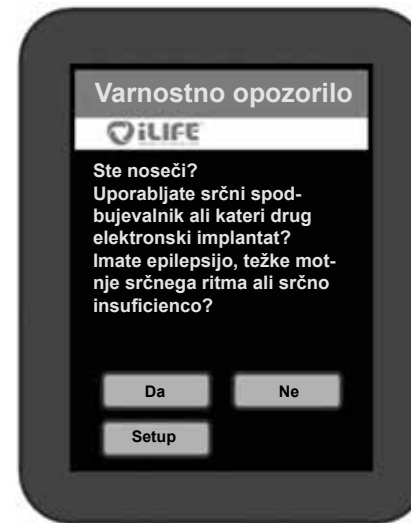 Varnostno opozorilo
iLIFE
Ste noseči?
Uporabljate srčni spod-
bujevalnik ali kateri drug
elektronski implantat?
Imate epilepsijo, težke mot-
nje srčnega ritma ali srčno
insuficienco?
Da Ne
Setup